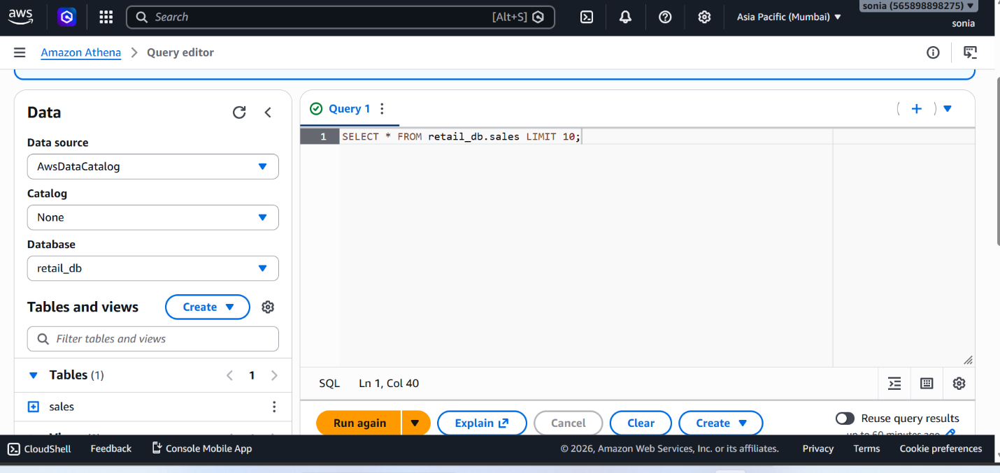 aws
Search
[Alt+S]
Asia Pacific (Mumbai)
sonia (565898898275)
sonia
Amazon Athena
Query editor
Data
Data source
AwsDataCatalog
Catalog
None
Database
retail_db
Tables and views
Create
Filter tables and views
Tables (1)
1
sales
Query 1
1 SELECT * FROM retail_db.sales LIMIT 10;
SQL
Ln 1, Col 40
Run again
Explain
Cancel
Clear
Create
Reuse query results
up to 60 minutes ago
CloudShell
Feedback
Console Mobile App
© 2026, Amazon Web Services, Inc. or its affiliates.
Privacy
Terms
Cookie preferences